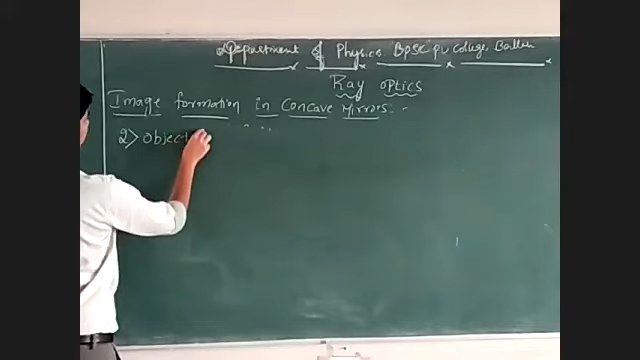 Department of Physics. BPSC PU College Ballari
Ray Optics
Image formation in Concave Mirrors:-
2> Object